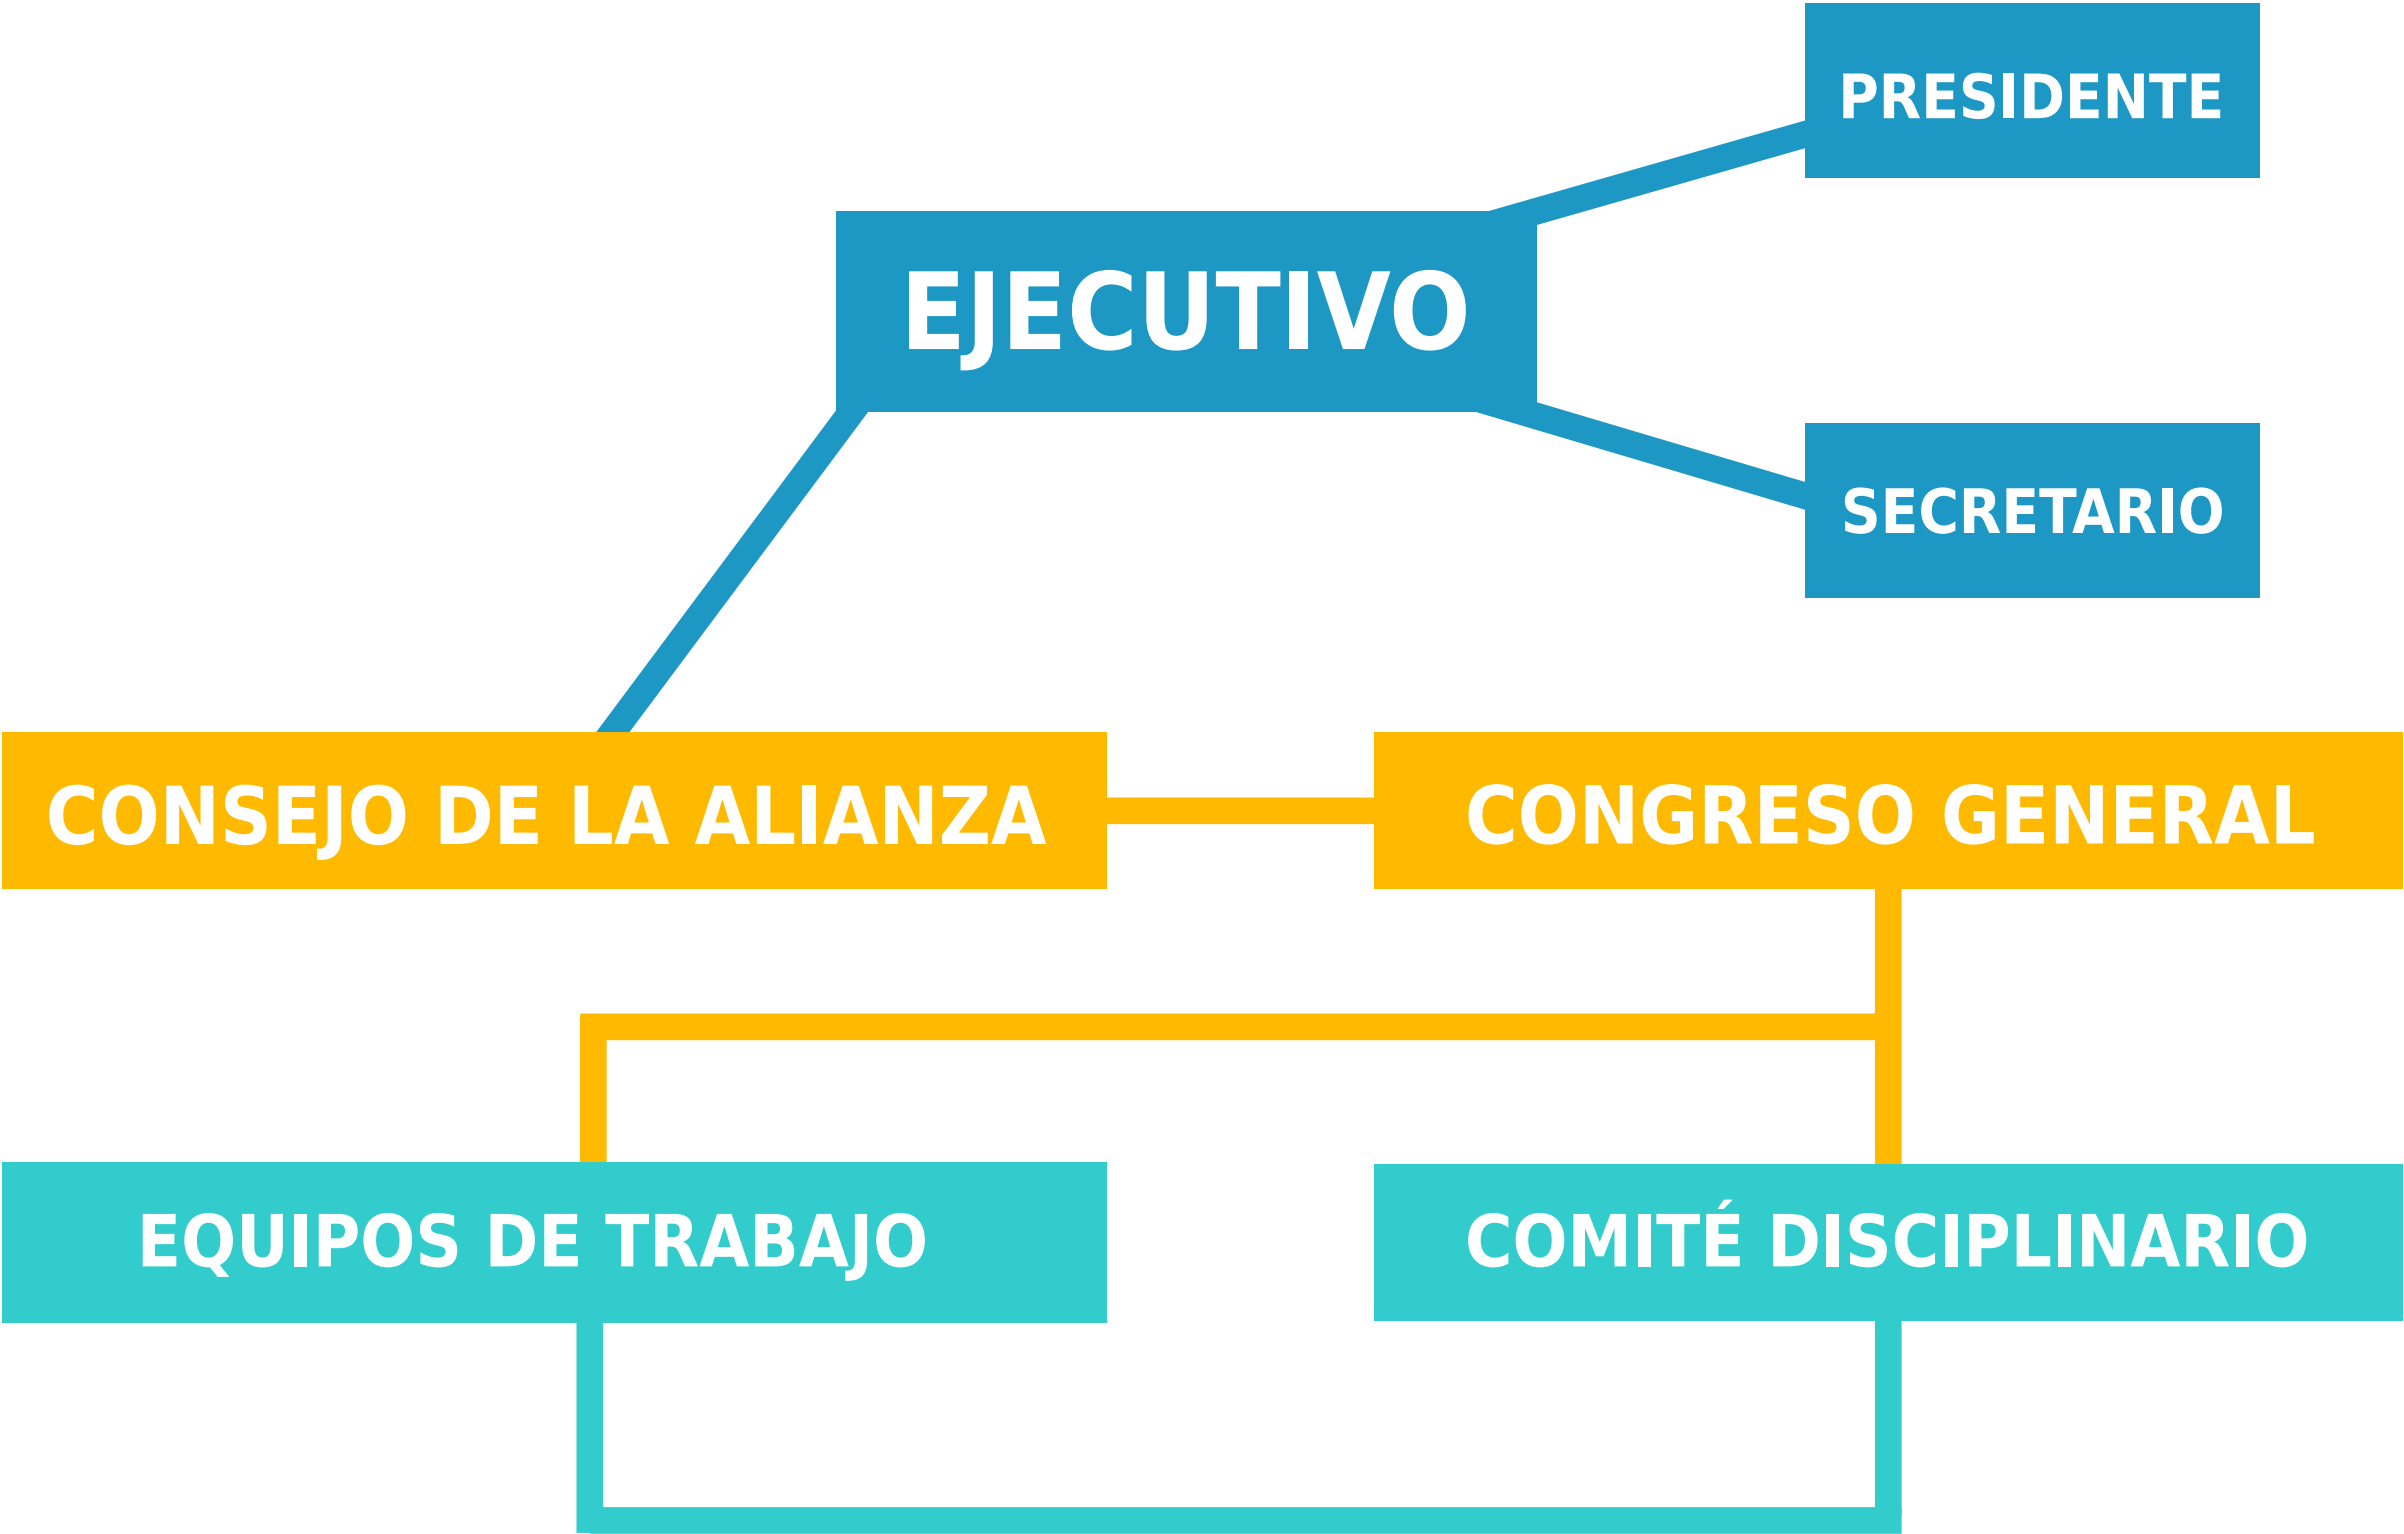 PRESIDENTE
EJECUTIVO
SECRETARIO
CONSEJO DE LA ALIANZA
CONGRESO GENERAL
EQUIPOS DE TRABAJO
COMITÉ DISCIPLINARIO